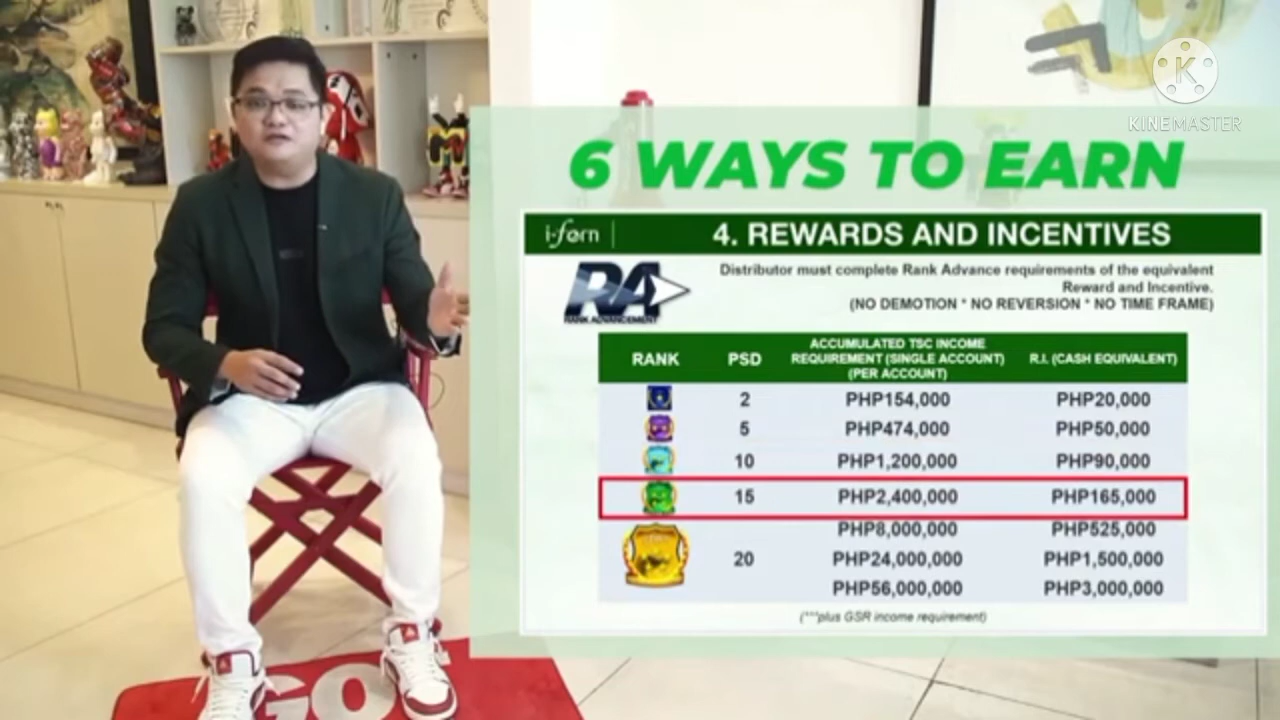 KINEMASTER
6 WAYS TO EARN
i-fern
4. REWARDS AND INCENTIVES
RA
RANK ADVANCEMENT
Distributor must complete Rank Advance requirements of the equivalent
Reward and Incentive.
(NO DEMOTION * NO REVERSION * NO TIME FRAME)
RANK PSD ACCUMULATED TSC INCOME REQUIREMENT (SINGLE ACCOUNT) (PER ACCOUNT) R.I. (CASH EQUIVALENT)
2 PHP154,000 PHP20,000
5 PHP474,000 PHP50,000
10 PHP1,200,000 PHP90,000
15 PHP2,400,000 PHP165,000
PHP8,000,000 PHP525,000
20 PHP24,000,000 PHP1,500,000
PHP56,000,000 PHP3,000,000
(***plus GSR income requirement)
GO